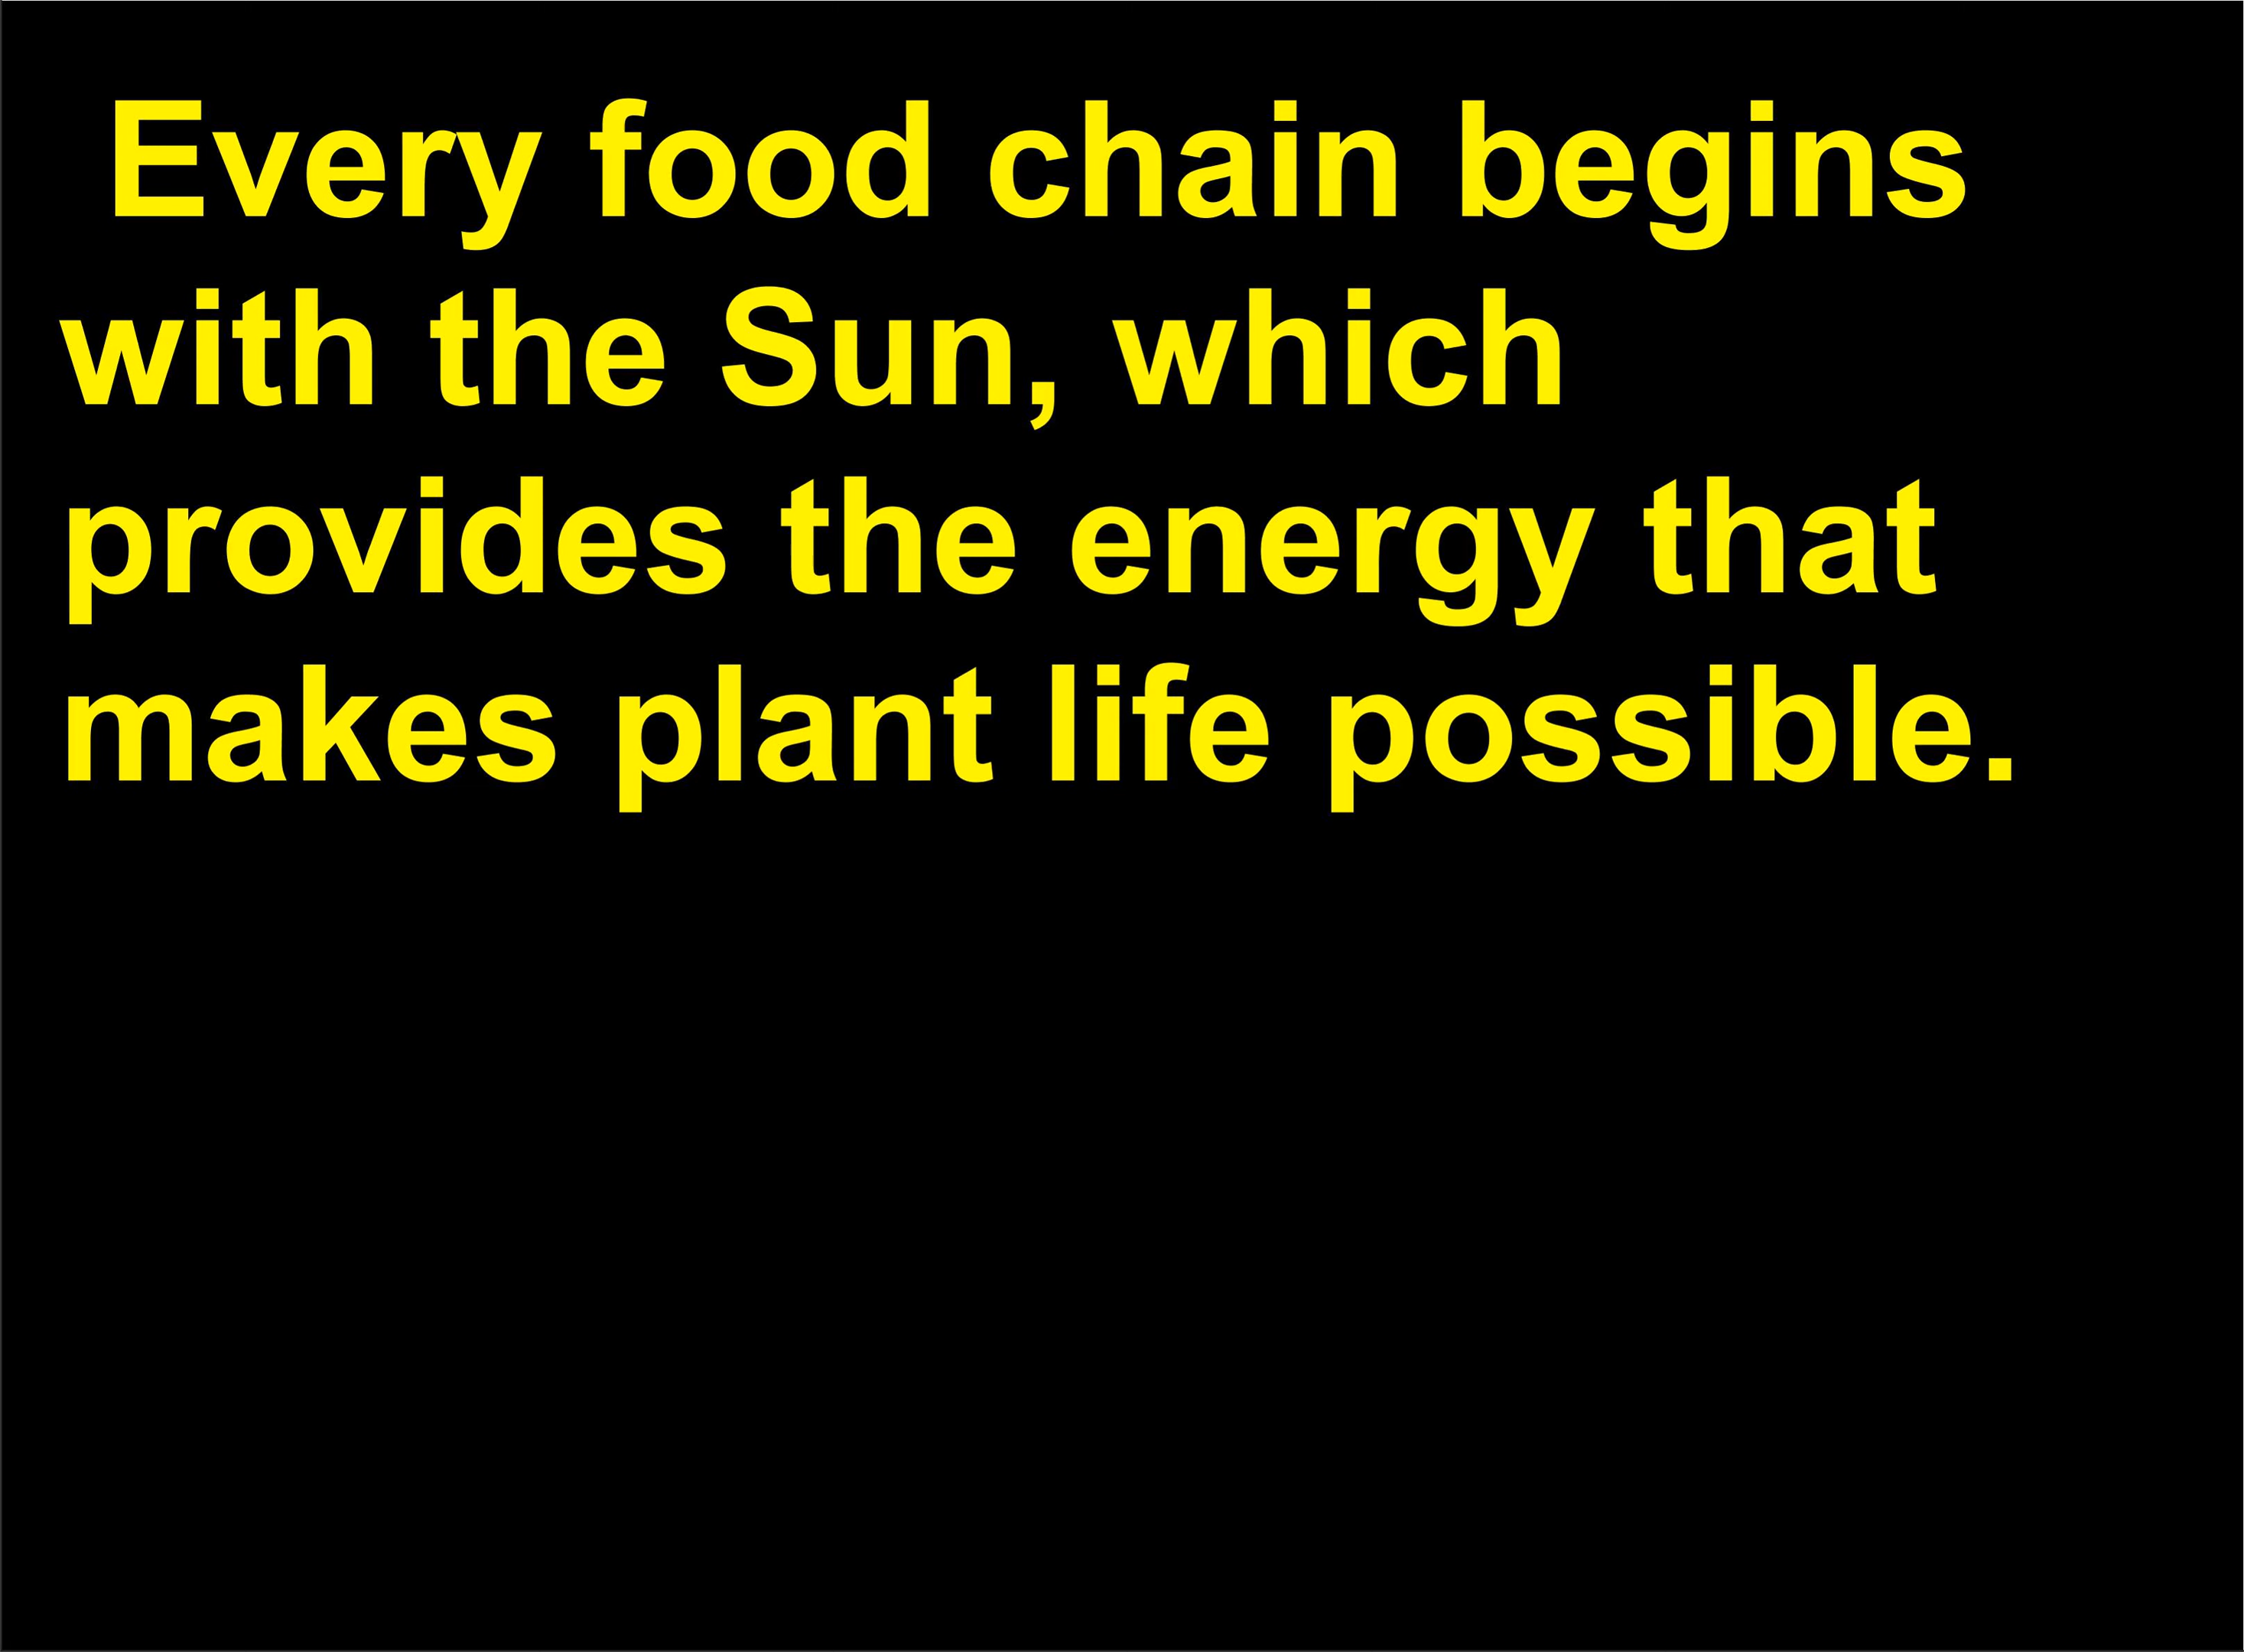 Every food chain begins
with the Sun, which
provides the energy that
makes plant life possible.